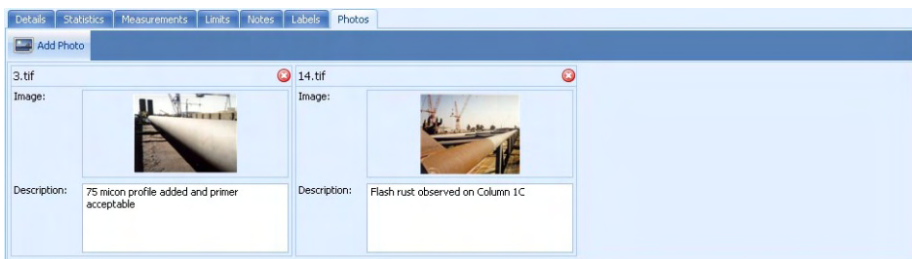 Details Statistics Measurements Limits Notes Labels Photos
Add Photo
3.tif
Image:
Description:
75 micon profile added and primer
acceptable
14.tif
Image:
Description:
Flash rust observed on Column 1C